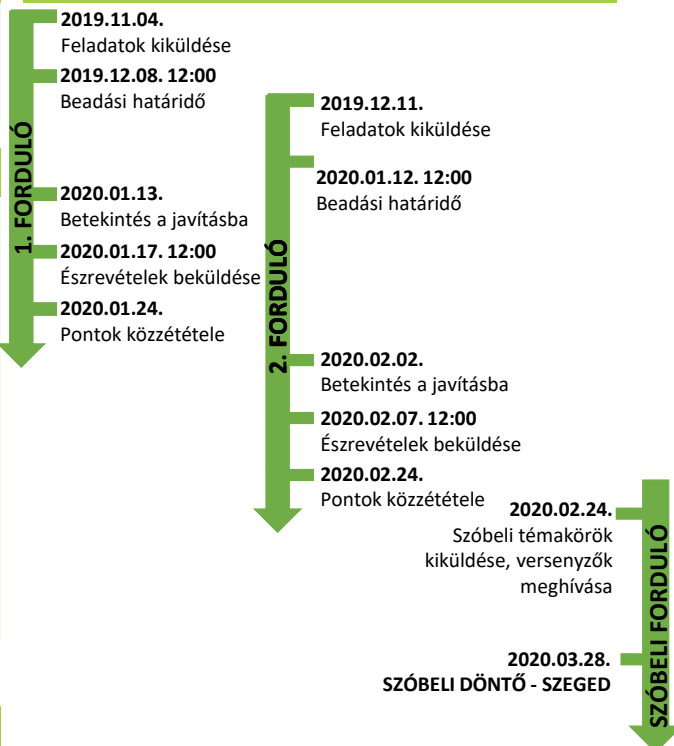 1. FORDULÓ
2019.11.04.
Feladatok kiküldése
2019.12.08. 12:00
Beadási határidő
2020.01.13.
Betekintés a javításba
2020.01.17. 12:00
Észrevételek beküldése
2020.01.24.
Pontok közzététele
2. FORDULÓ
2019.12.11.
Feladatok kiküldése
2020.01.12. 12:00
Beadási határidő
2020.02.02.
Betekintés a javításba
2020.02.07. 12:00
Észrevételek beküldése
2020.02.24.
Pontok közzététele
SZÓBELI FORDULÓ
2020.02.24.
Szóbeli témakörök
kiküldése, versenyzők
meghívása
2020.03.28.
SZÓBELI DÖNTŐ - SZEGED